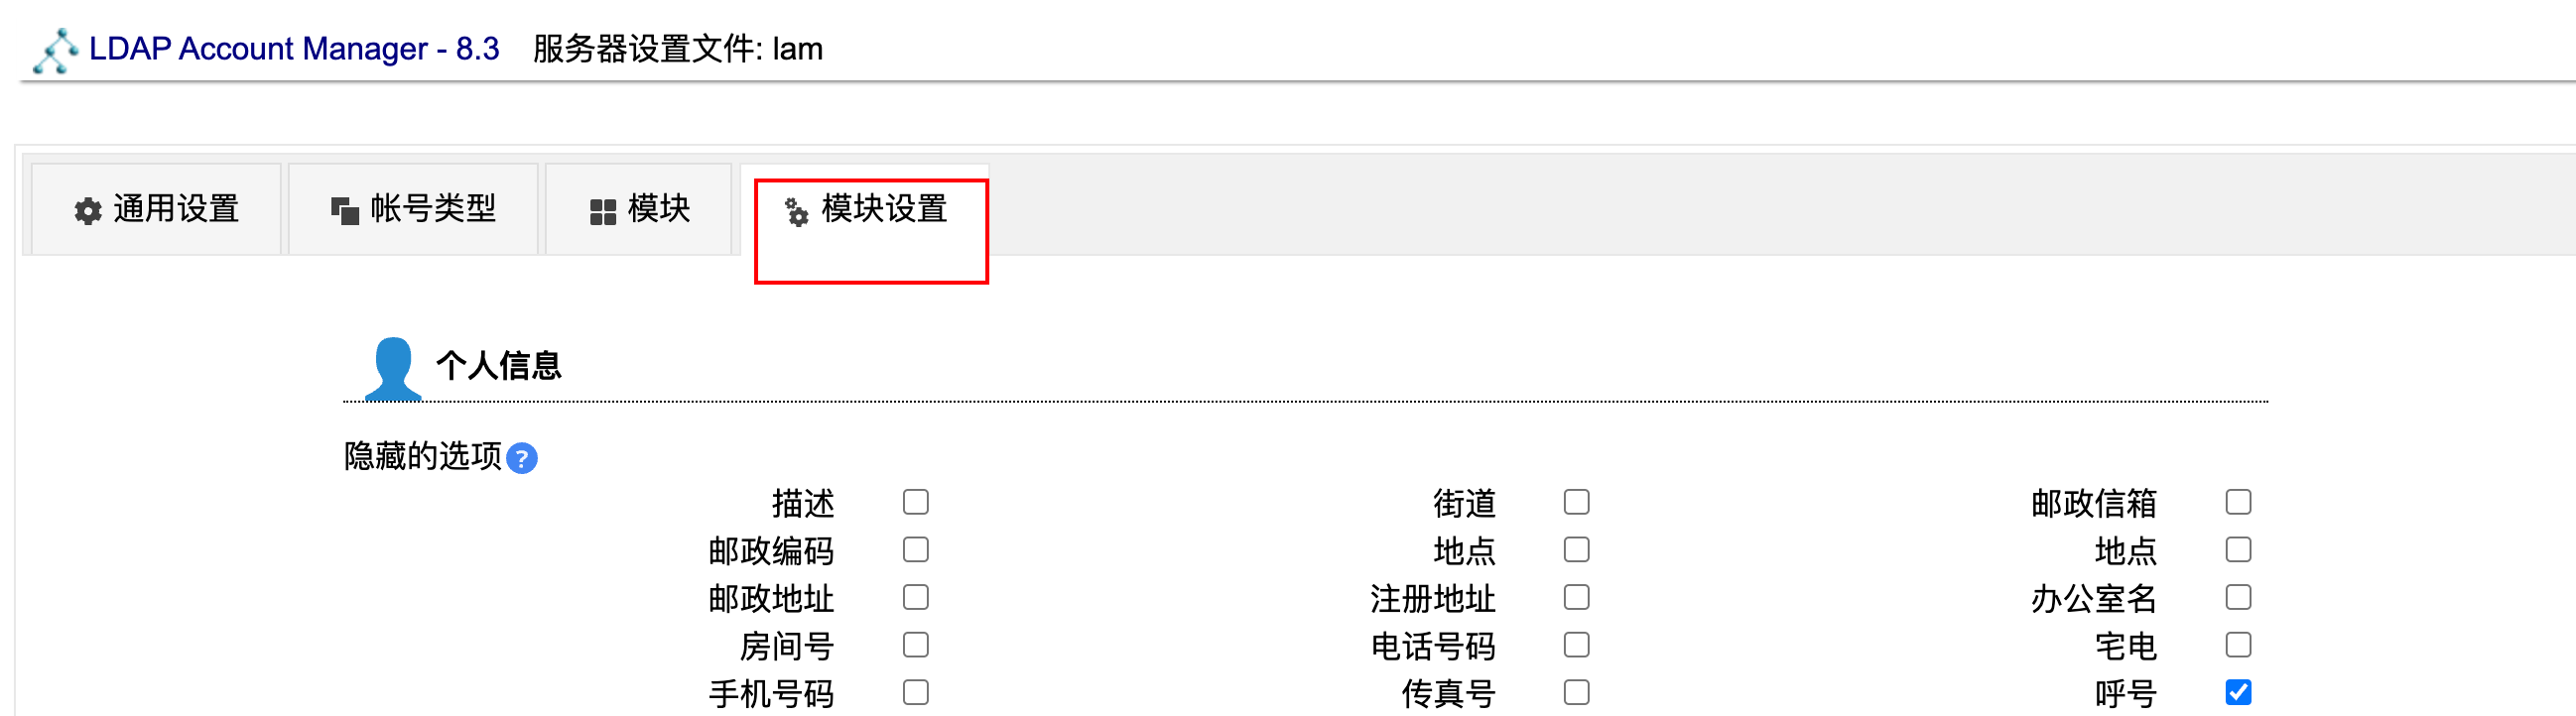 LDAP Account Manager - 8.3 服务器设置文件: lam
通用设置 帐号类型 模块 模块设置
个人信息
隐藏的选项 ?
描述 街道 邮政信箱
邮政编码 地点 地点
邮政地址 注册地址 办公室名
房间号 电话号码 宅电
手机号码 传真号 呼号